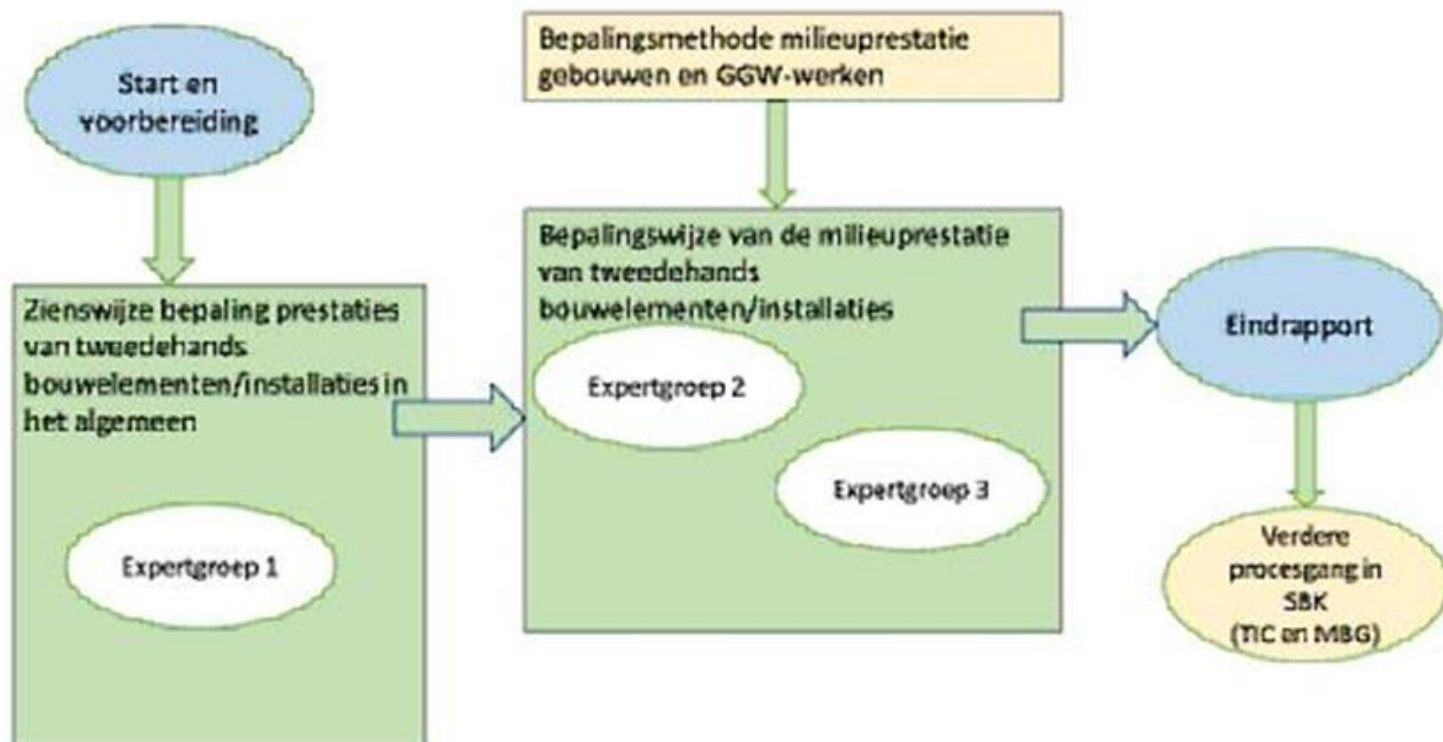 Start en
voorbereiding
Bepalingsmethode milieuprestatie
gebouwen en GGW-werken
Zienswijze bepaling prestaties
van tweedehands
bouwelementen/installaties in
het algemeen
Expertgroep 1
Bepalingswijze van de milieuprestatie
van tweedehands
bouwelementen/installaties
Expertgroep 2
Expertgroep 3
Eindrapport
Verdere
procesgang in
SBK
(TIC en MBG)